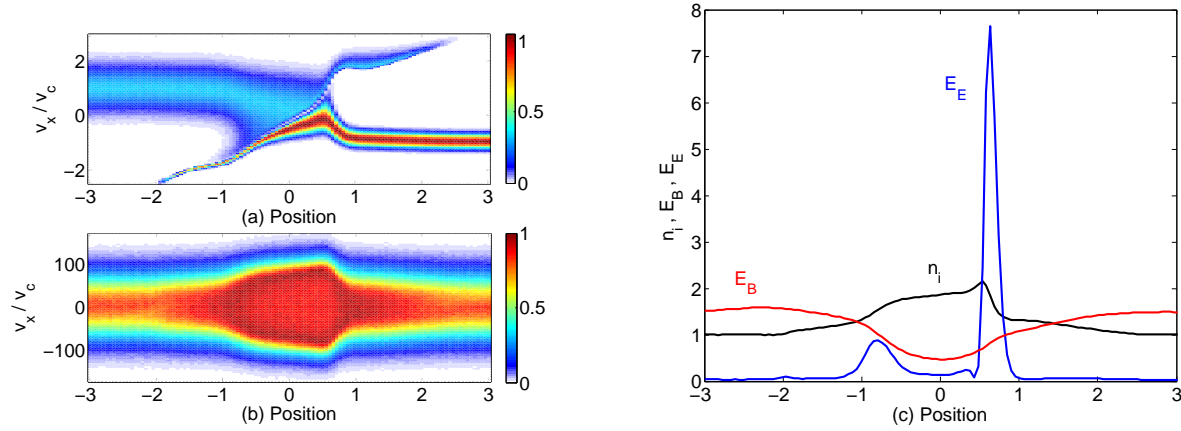 v_x / v_c
2
0
−2
−3 −2 −1 0 1 2 3
(a) Position
1
0.5
0
v_x / v_c
100
0
−100
−3 −2 −1 0 1 2 3
(b) Position
1
0.5
0
n_i , E_B , E_E
8
7
6
5
4
3
2
1
0
E_E
E_B
n_i
−3 −2 −1 0 1 2 3
(c) Position